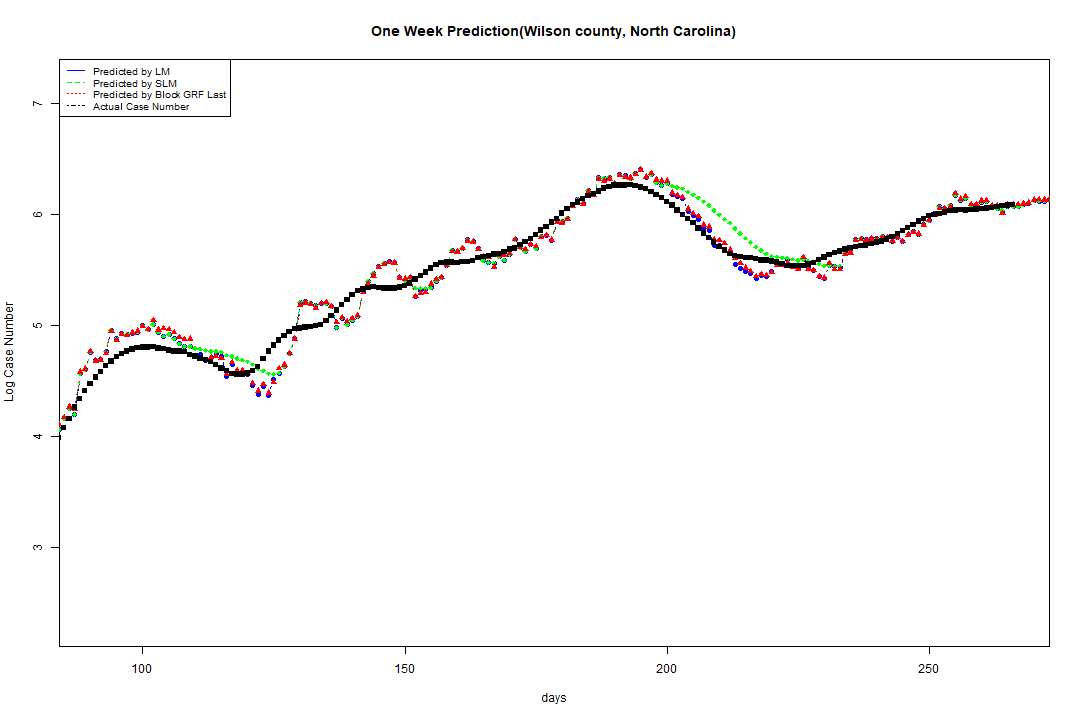 One Week Prediction(Wilson county, North Carolina)
Predicted by LM
Predicted by SLM
Predicted by Block GRF Last
Actual Case Number
7
6
5
4
3
Log Case Number
100 150 200 250
days